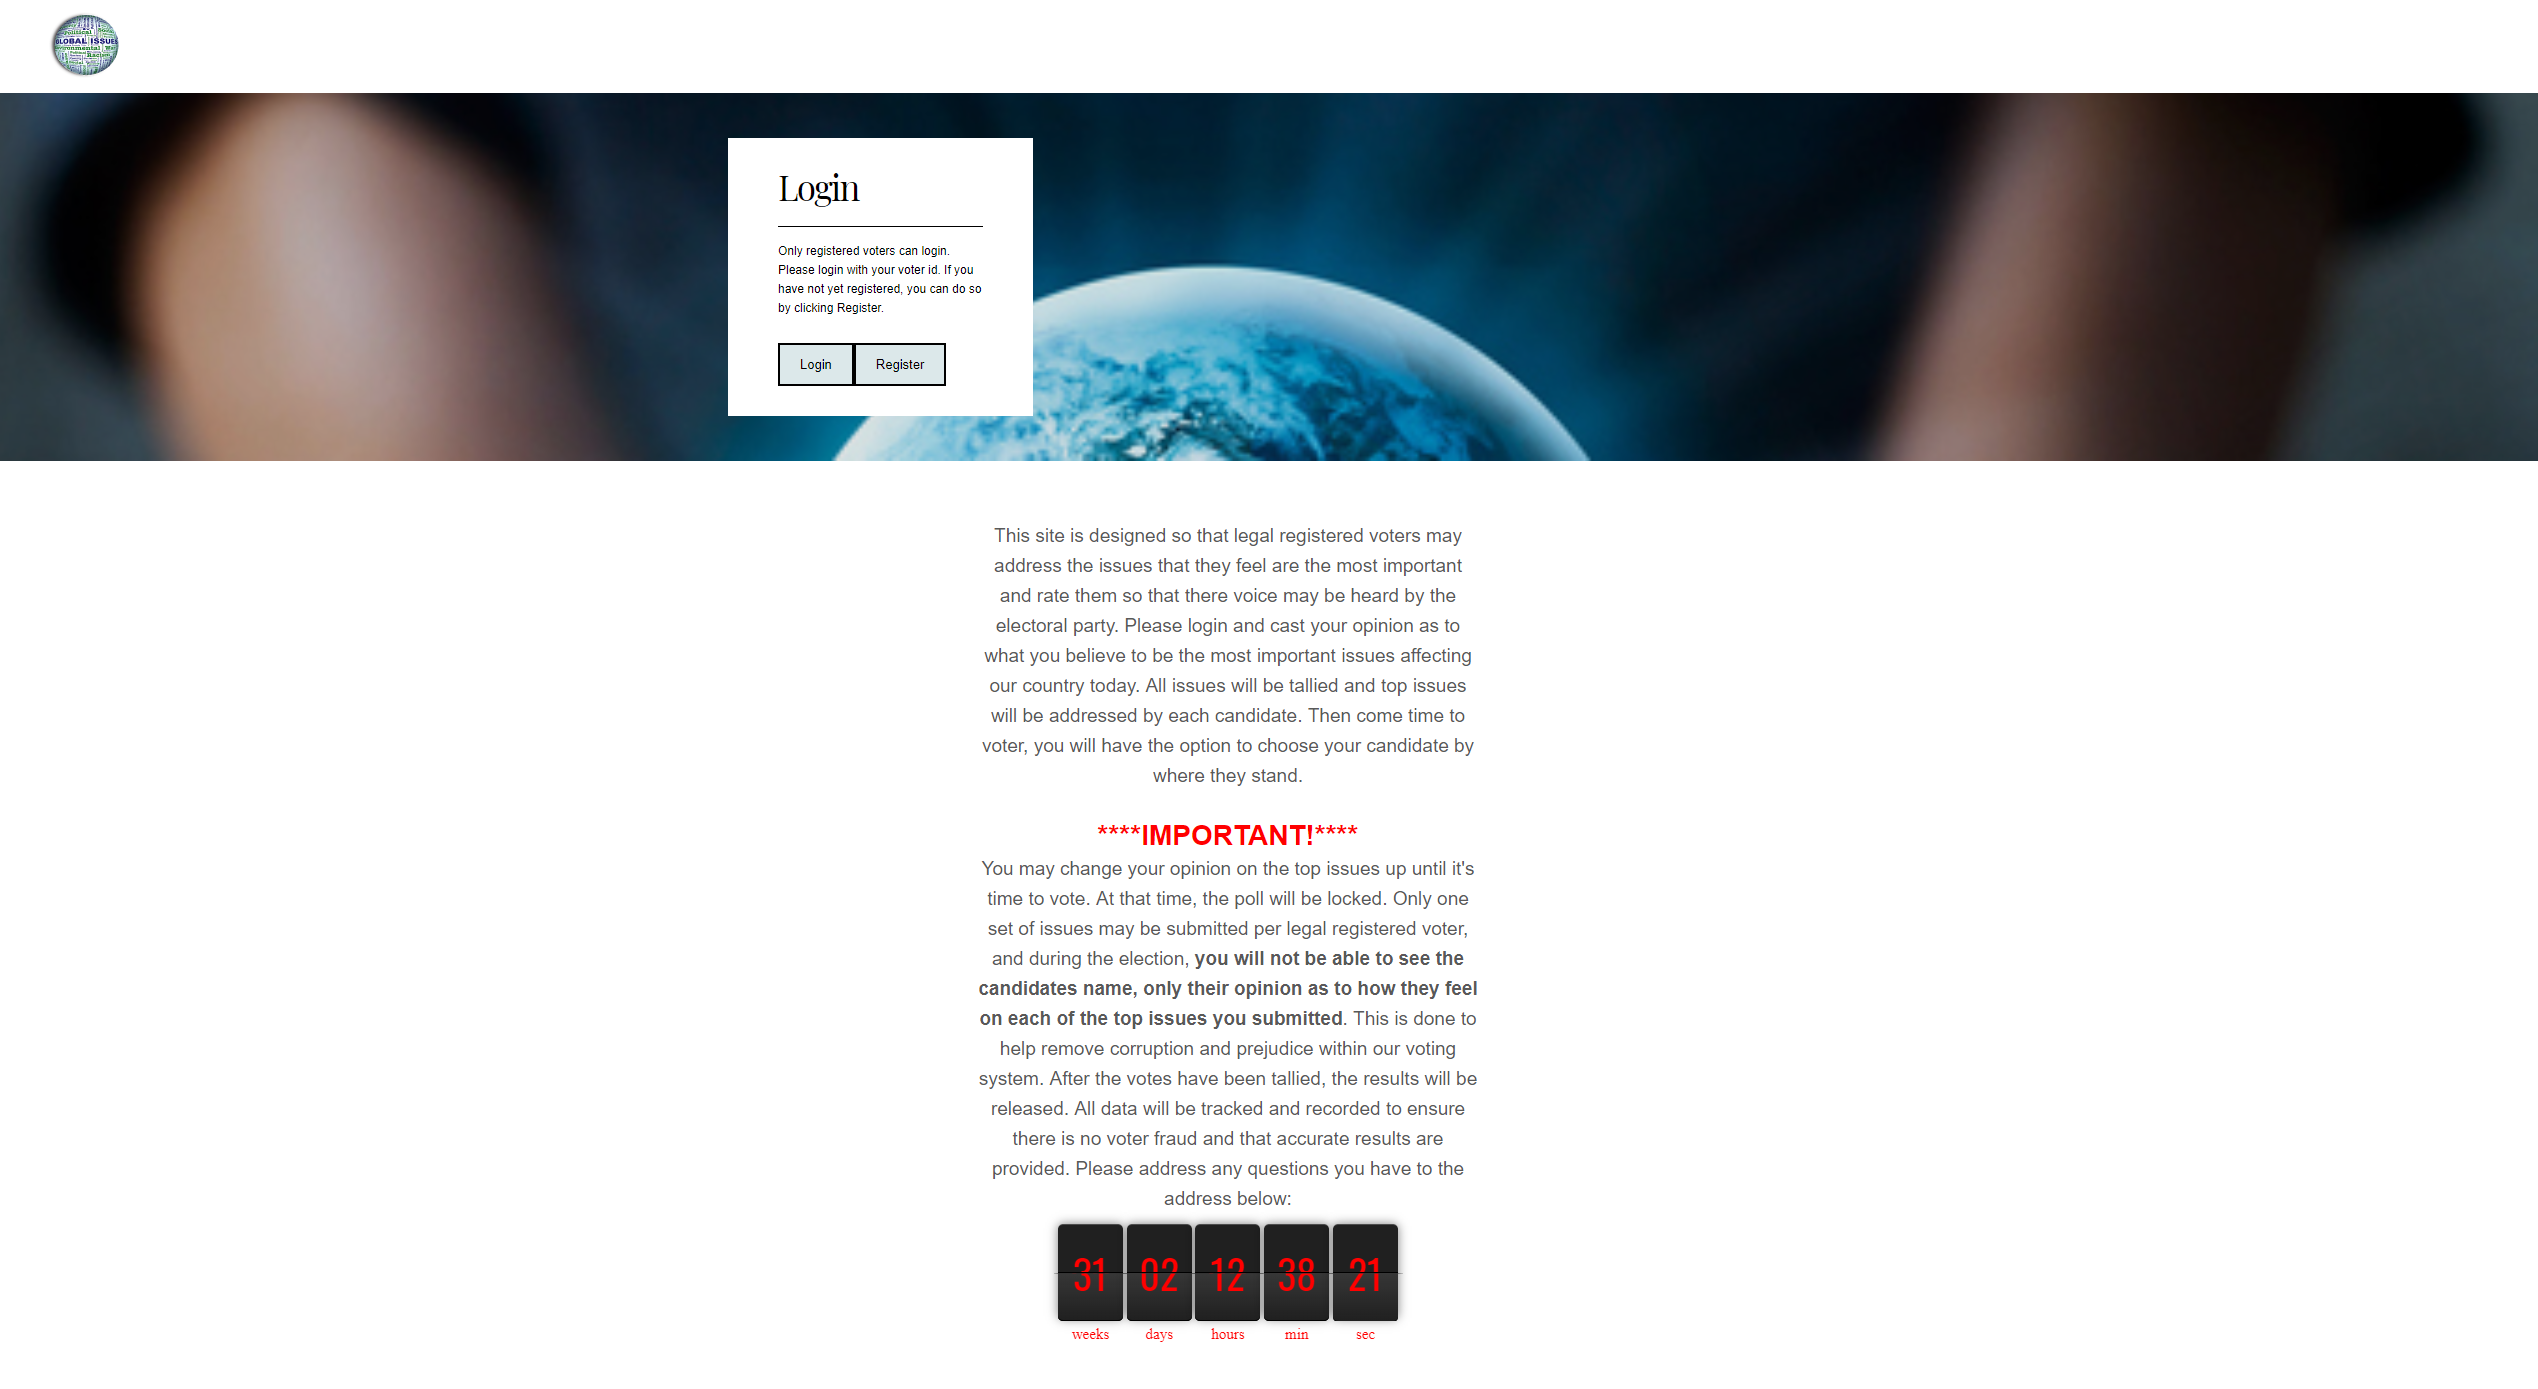 Political
GLOBAL ISSUES
Environmental
Racism
Login
Only registered voters can login.
Please login with your voter id. If you
have not yet registered, you can do so
by clicking Register.
Login Register
This site is designed so that legal registered voters may
address the issues that they feel are the most important
and rate them so that there voice may be heard by the
electoral party. Please login and cast your opinion as to
what you believe to be the most important issues affecting
our country today. All issues will be tallied and top issues
will be addressed by each candidate. Then come time to
voter, you will have the option to choose your candidate by
where they stand.
****IMPORTANT!****
You may change your opinion on the top issues up until it's
time to vote. At that time, the poll will be locked. Only one
set of issues may be submitted per legal registered voter,
and during the election, you will not be able to see the
candidates name, only their opinion as to how they feel
on each of the top issues you submitted. This is done to
help remove corruption and prejudice within our voting
system. After the votes have been tallied, the results will be
released. All data will be tracked and recorded to ensure
there is no voter fraud and that accurate results are
provided. Please address any questions you have to the
address below:
31 02 12 38 21
weeks days hours min sec